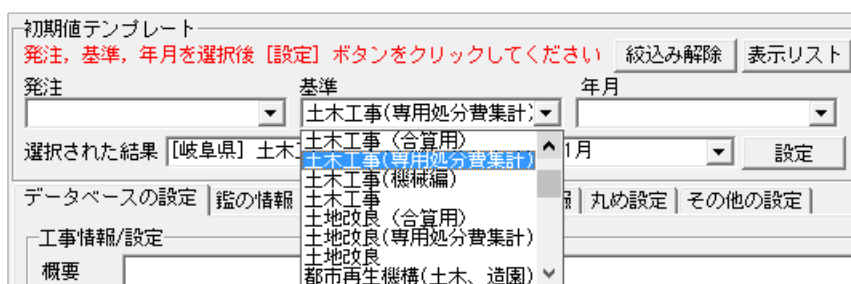 初期値テンプレート
発注，基準，年月を選択後［設定］ボタンをクリックしてください 絞込み解除 表示リスト
発注 基準 年月
土木工事(専用処分費集計)
選択された結果 [岐阜県] 土木 1月 設定
土木工事（合算用）
土木工事(専用処分費集計)
土木工事(機械編)
土木工事
土地改良（合算用）
土地改良(専用処分費集計)
土地改良
都市再生機構(土木、造園)
データベースの設定 鑑の情報 丸め設定 その他の設定
工事情報/設定
概要